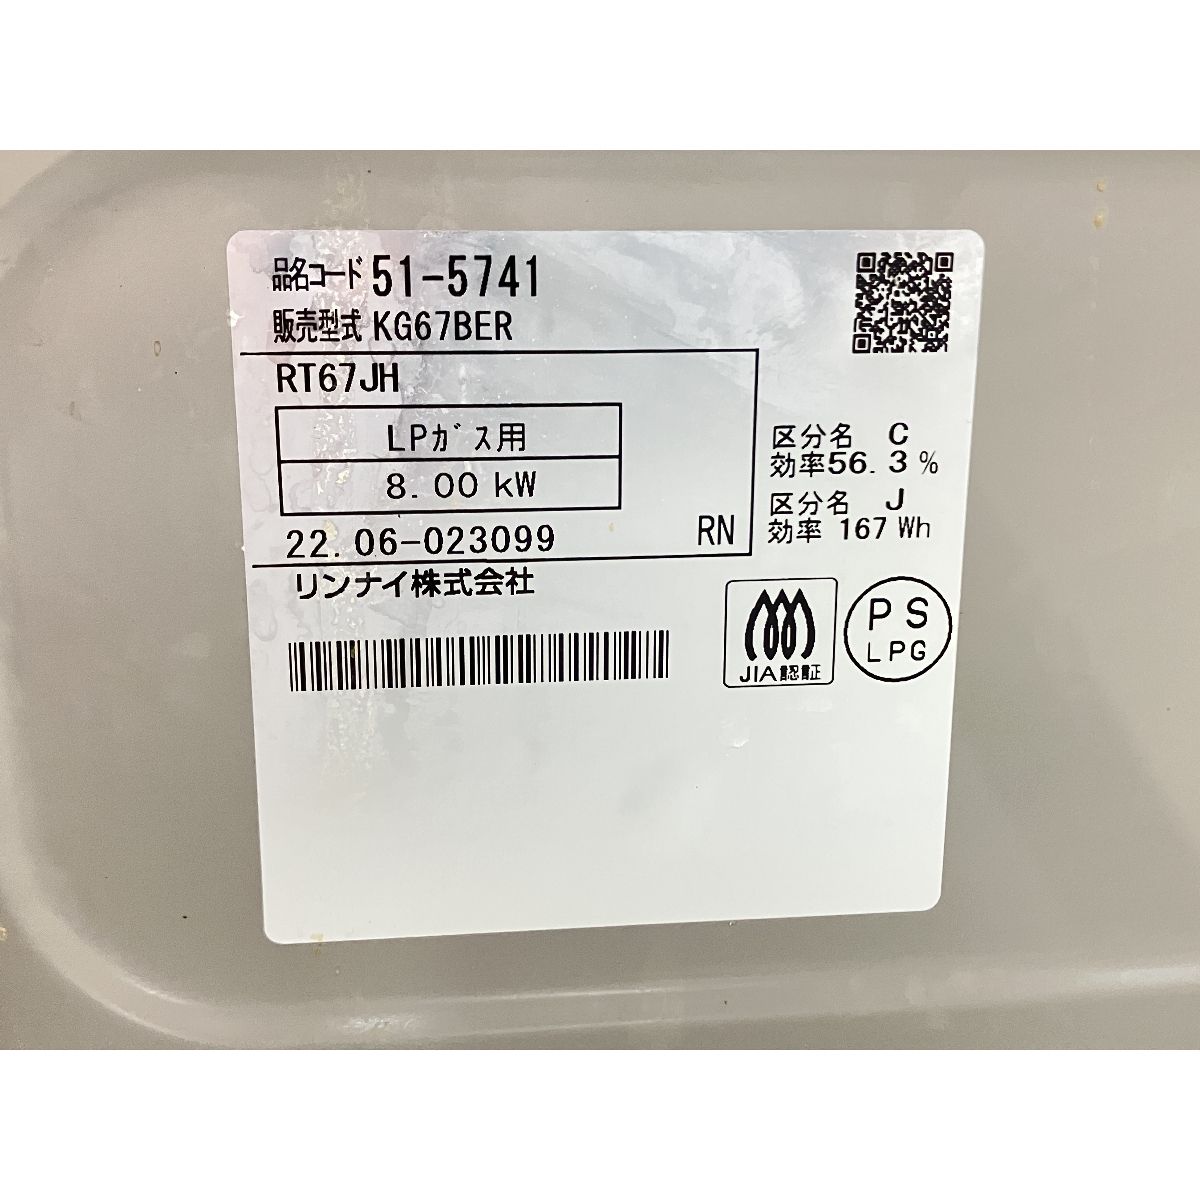 品名コード 51-5741
販売型式 KG67BER
RT67JH
LPガス用
8.00 kW
22.06-023099
RN
リンナイ株式会社
区分名 C
効率56.3%
区分名 J
効率 167 Wh
JIA認証
PS
LPG